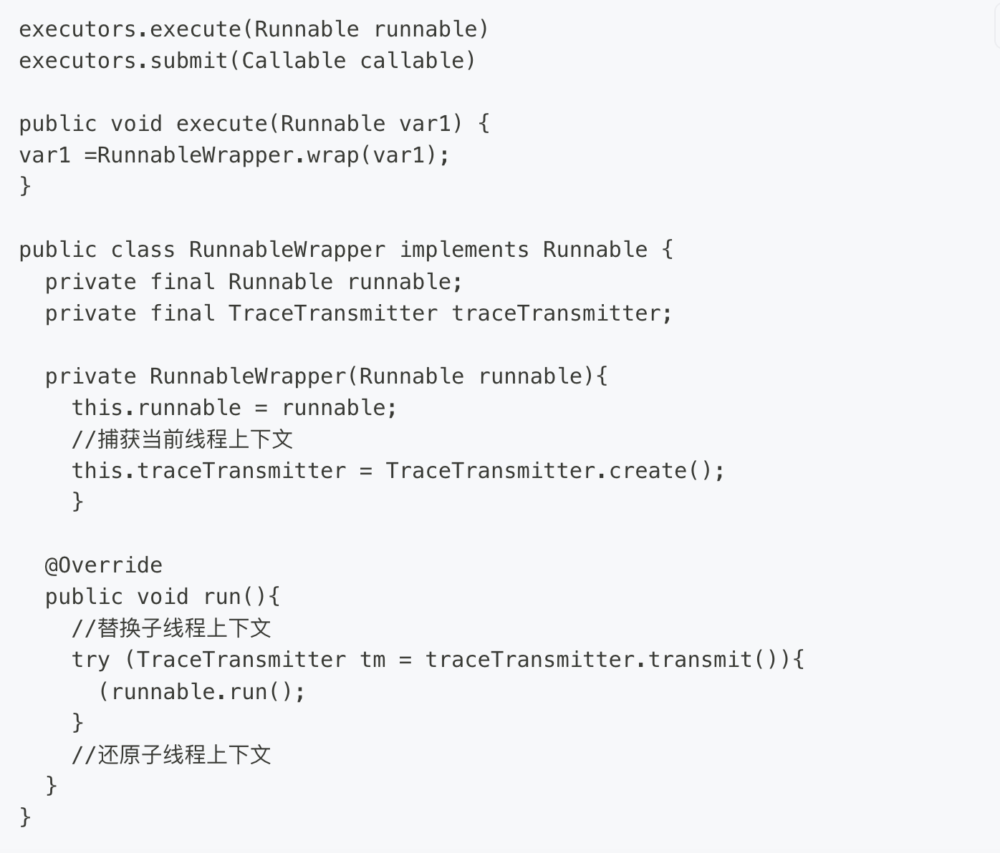 executors.execute(Runnable runnable)
executors.submit(Callable callable)

public void execute(Runnable var1) {
var1 =RunnableWrapper.wrap(var1);
}

public class RunnableWrapper implements Runnable {
  private final Runnable runnable;
  private final TraceTransmitter traceTransmitter;

  private RunnableWrapper(Runnable runnable){
    this.runnable = runnable;
    //捕获当前线程上下文
    this.traceTransmitter = TraceTransmitter.create();
    }

  @Override
  public void run(){
    //替换子线程上下文
    try (TraceTransmitter tm = traceTransmitter.transmit()){
      (runnable.run();
    }
    //还原子线程上下文
  }
}